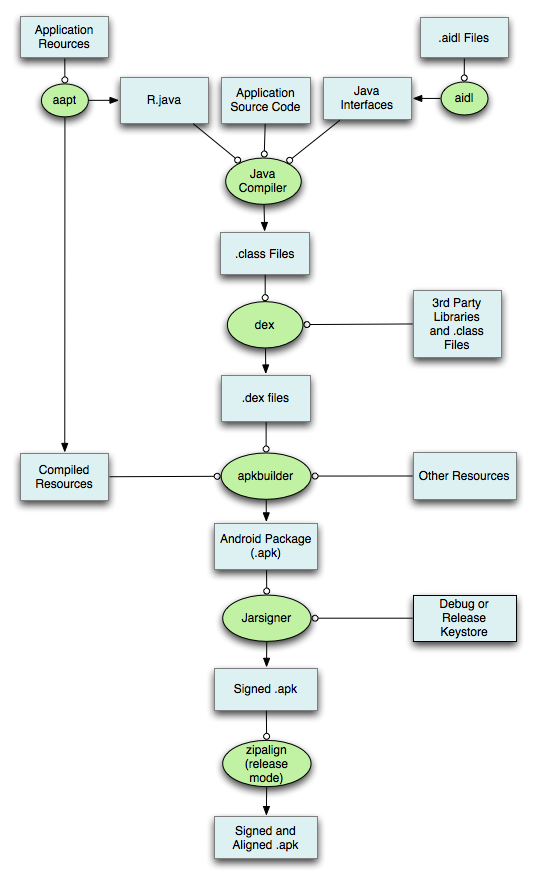 Application
Reources
.aidl Files
aapt
R.java
Application
Source Code
Java
Interfaces
aidl
Java
Compiler
.class Files
dex
3rd Party
Libraries
and .class
Files
.dex files
Compiled
Resources
apkbuilder
Other Resources
Android Package
(.apk)
Jarsigner
Debug or
Release
Keystore
Signed .apk
zipalign
(release
mode)
Signed and
Aligned .apk